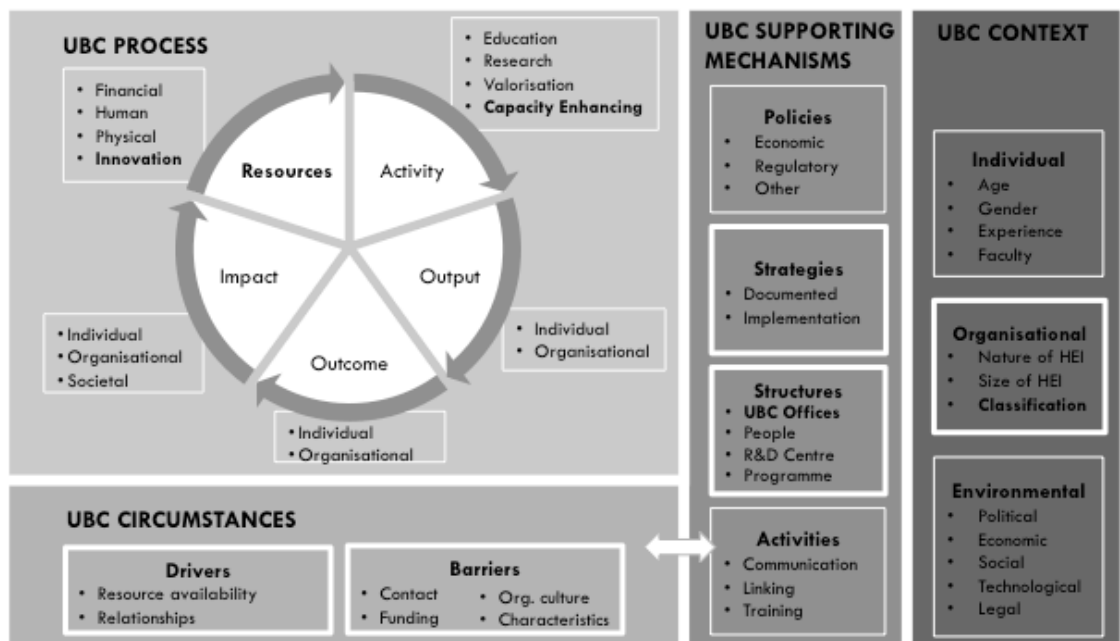 UBC PROCESS
• Financial
• Human
• Physical
• Innovation
• Education
• Research
• Valorisation
• Capacity Enhancing
Resources
Activity
Impact
Output
Outcome
• Individual
• Organisational
• Societal
• Individual
• Organisational
• Individual
• Organisational
UBC CIRCUMSTANCES
Drivers
• Resource availability
• Relationships
Barriers
• Contact
• Funding
• Org. culture
• Characteristics
UBC SUPPORTING
MECHANISMS
Policies
• Economic
• Regulatory
• Other
Strategies
• Documented
• Implementation
Structures
• UBC Offices
• People
• R&D Centre
• Programme
Activities
• Communication
• Linking
• Training
UBC CONTEXT
Individual
• Age
• Gender
• Experience
• Faculty
Organisational
• Nature of HEI
• Size of HEI
• Classification
Environmental
• Political
• Economic
• Social
• Technological
• Legal